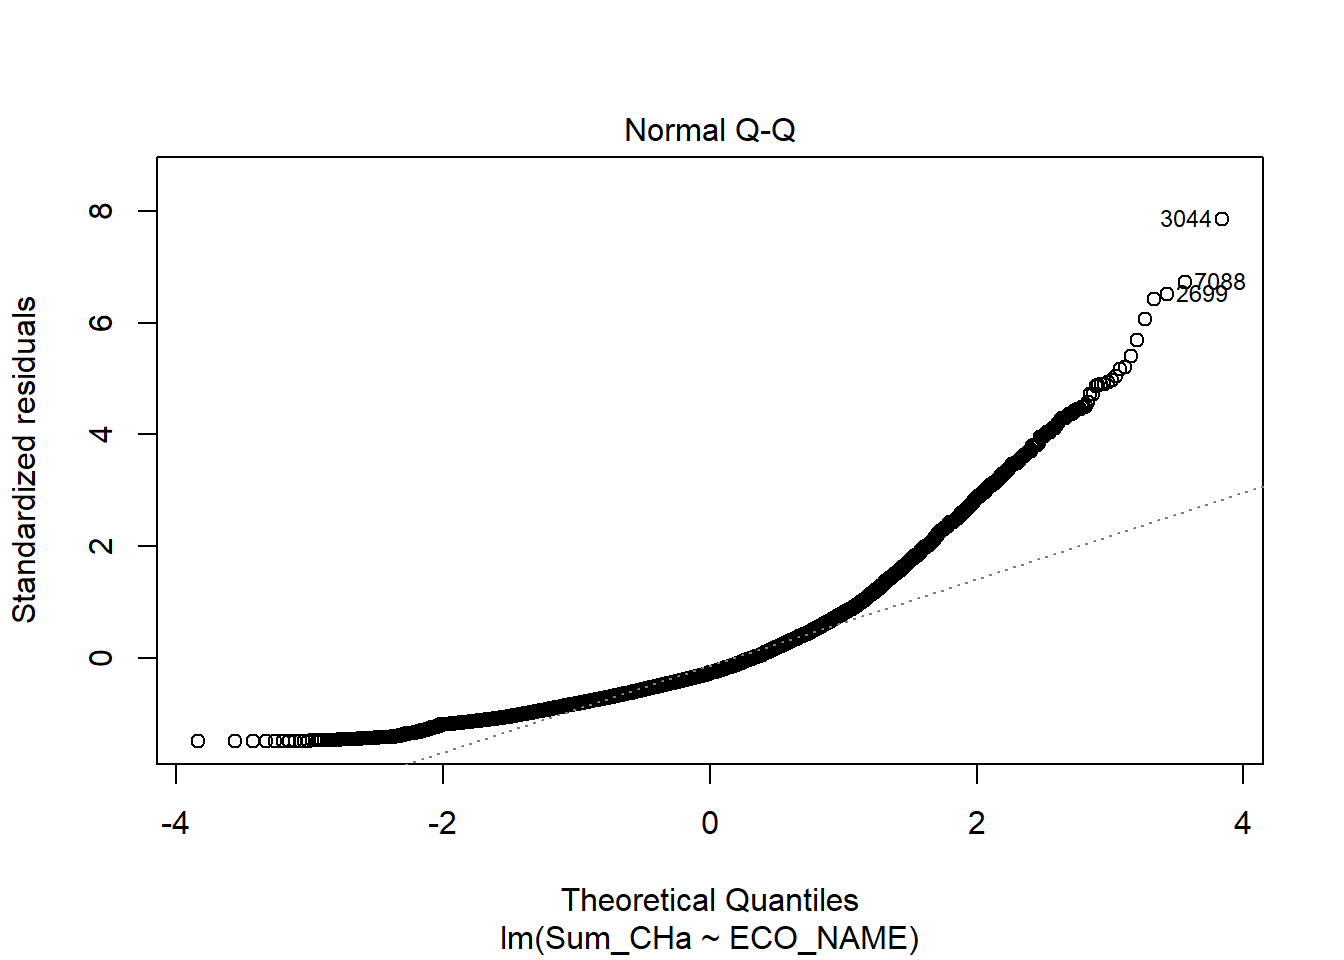 Normal Q-Q
Standardized residuals
8
6
4
2
0
3044
7088
2699
-4 -2 0 2 4
Theoretical Quantiles
lm(Sum_CHa ~ ECO_NAME)